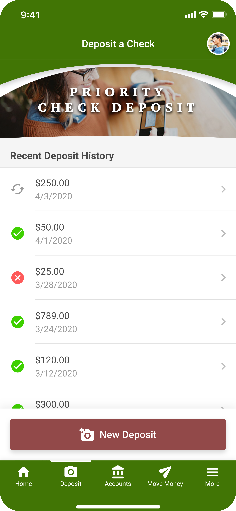 9:41
Deposit a Check
PRIORITY
CHECK DEPOSIT
Recent Deposit History
$250.00
4/3/2020
$50.00
4/1/2020
$25.00
3/28/2020
$789.00
3/24/2020
$120.00
3/12/2020
$300.00
New Deposit
Home Deposit Accounts Move Money More